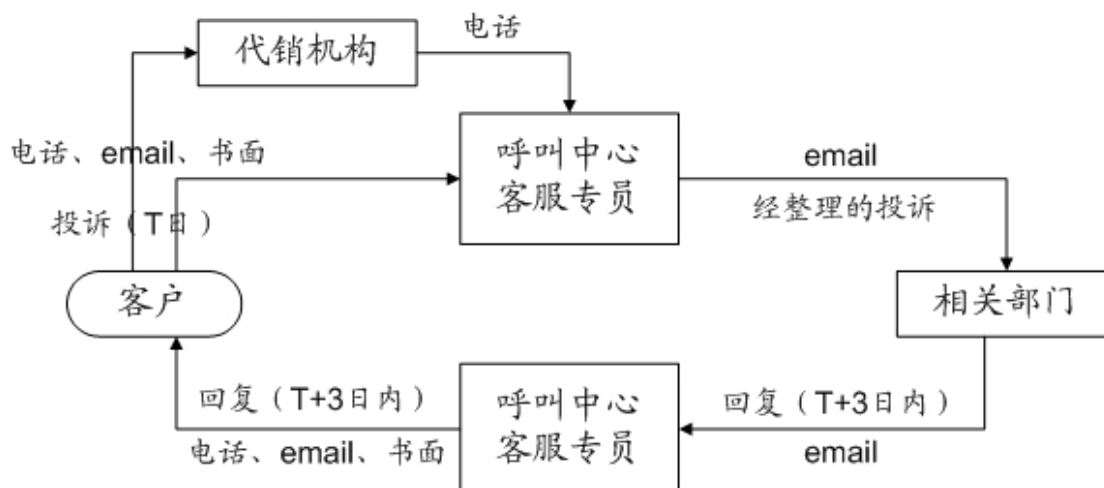 代销机构
电话
呼叫中心
客服专员
电话、email、书面
投诉（T日）
email
经整理的投诉
客户
相关部门
回复（T+3日内）
电话、email、书面
呼叫中心
客服专员
回复（T+3日内）
email